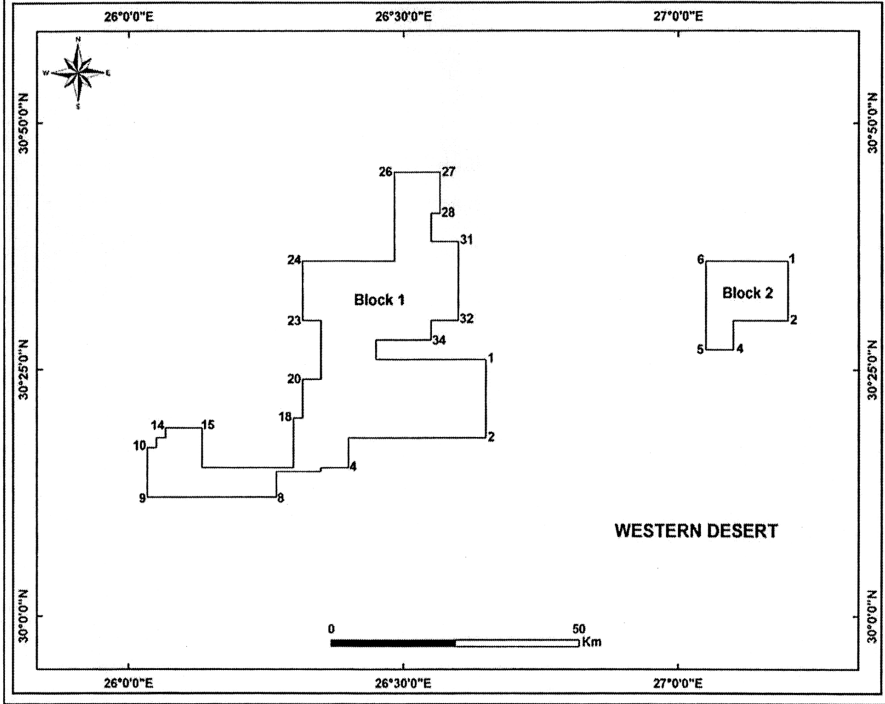 26°0'0"E 26°30'0"E 27°0'0"E
N
W E
S
30°50'0"N 30°50'0"N
26 27
28
31
24 6 1
Block 1 Block 2
23 32 2
34
1 5 4
30°25'0"N 30°25'0"N
20
18
14 15
10 2
4
9 8
WESTERN DESERT
30°0'0"N 30°0'0"N
0 50
Km
26°0'0"E 26°30'0"E 27°0'0"E